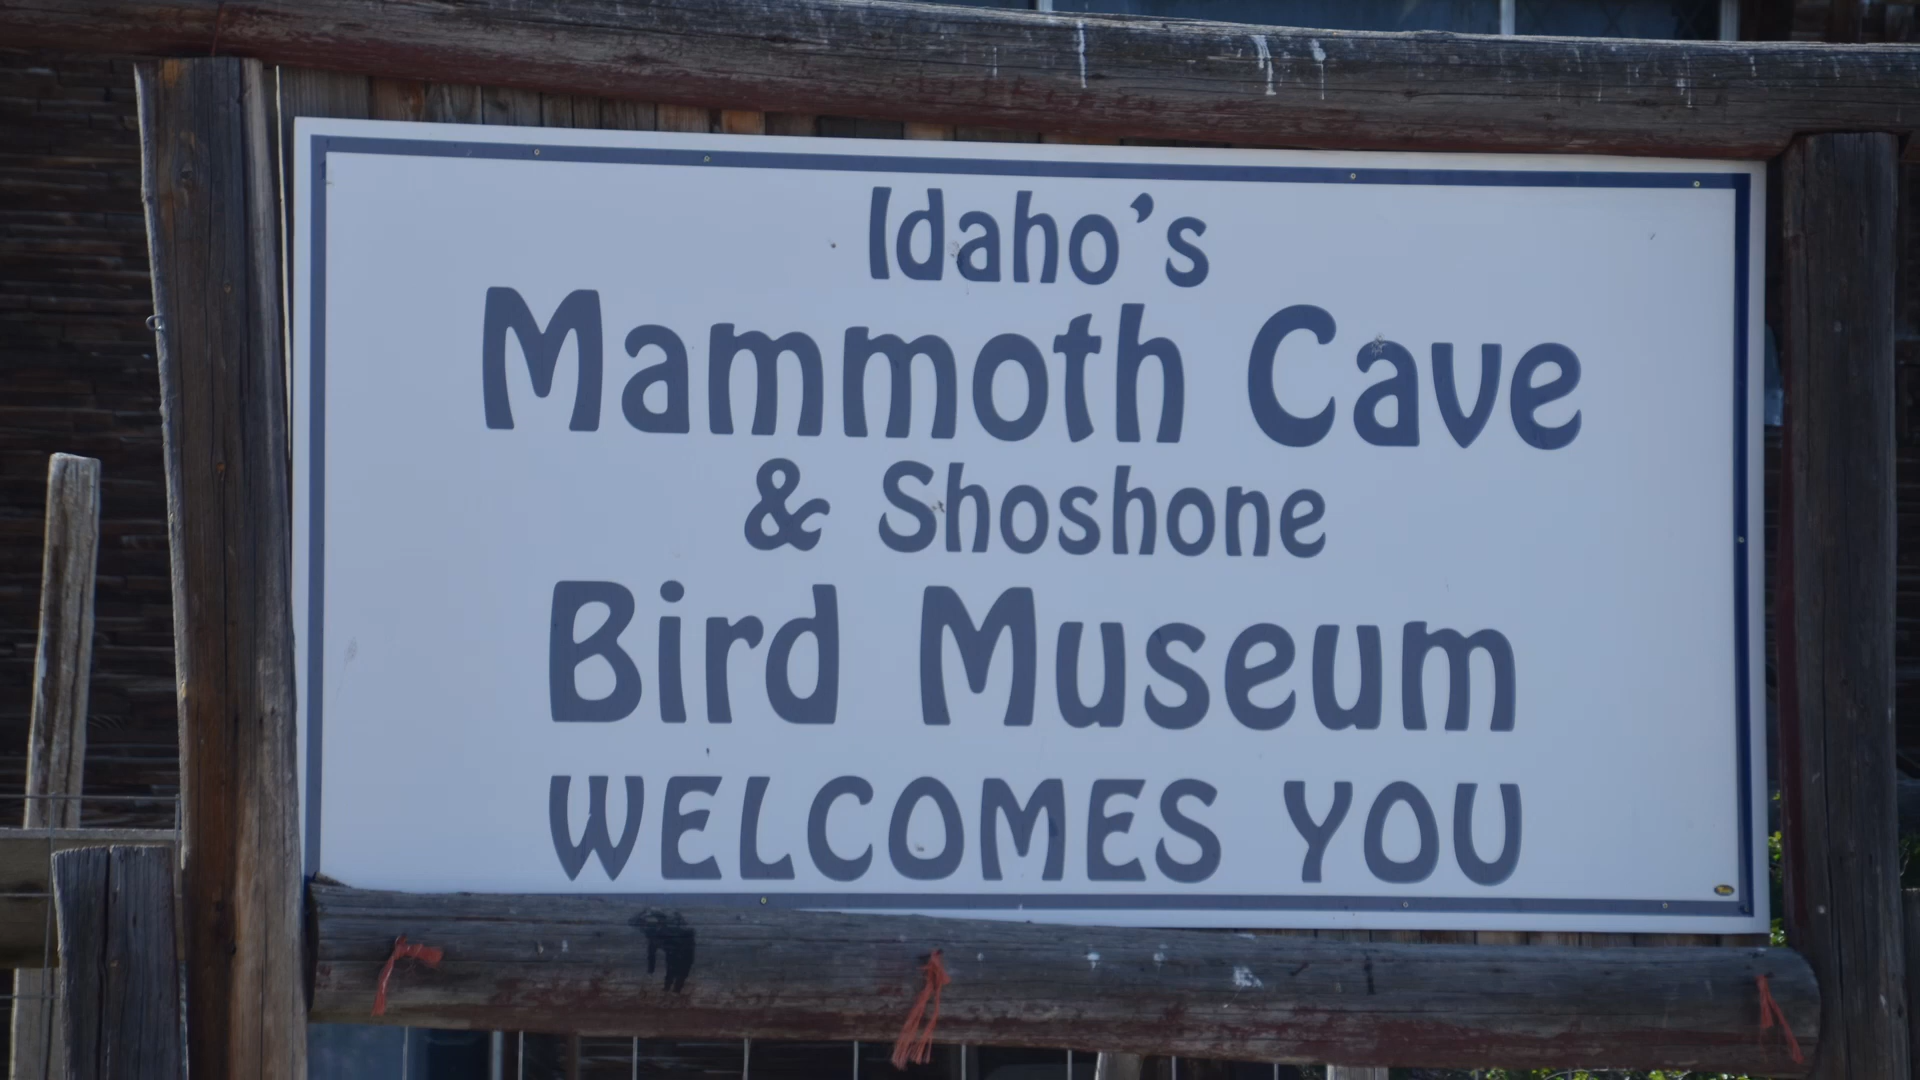 Idaho's
Mammoth Cave
& Shoshone
Bird Museum
WELCOMES YOU